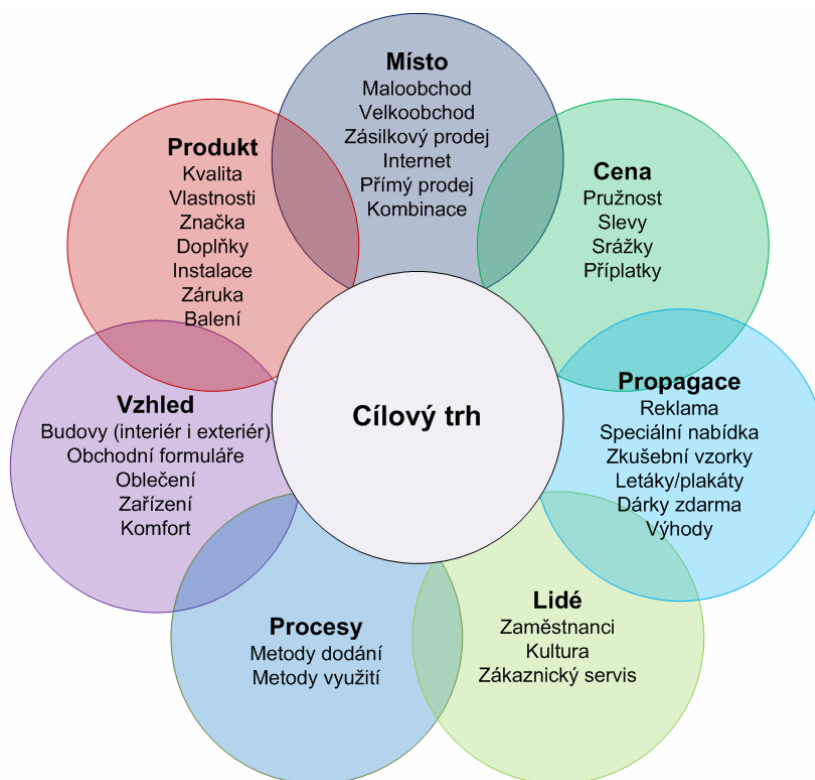 Místo
Maloobchod
Velkoobchod
Zásilkový prodej
Internet
Přímý prodej
Kombinace
Cena
Pružnost
Slevy
Srážky
Příplatky
Propagace
Reklama
Speciální nabídka
Zkušební vzorky
Letáky/plakáty
Dárky zdarma
Výhody
Lidé
Zaměstnanci
Kultura
Zákaznický servis
Procesy
Metody dodání
Metody využití
Vzhled
Budovy (interiér i exteriér)
Obchodní formuláře
Oblečení
Zařízení
Komfort
Produkt
Kvalita
Vlastnosti
Značka
Doplňky
Instalace
Záruka
Balení
Cílový trh